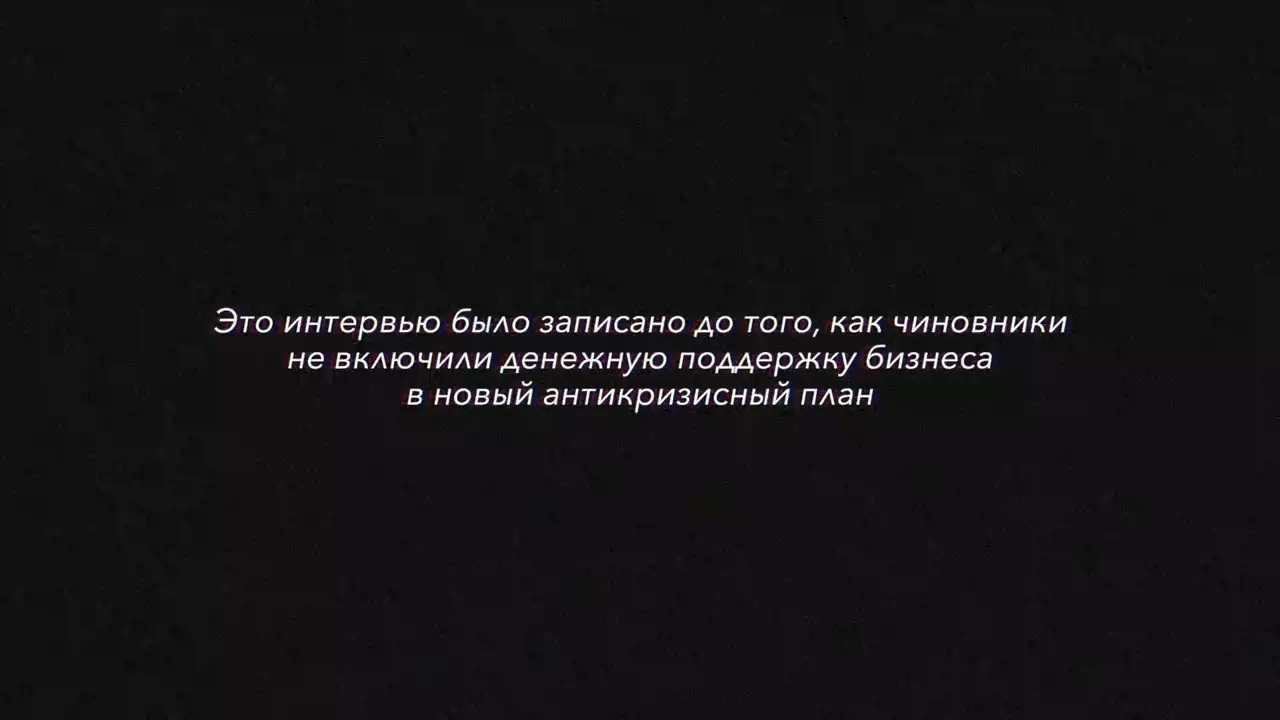 Это интервью было записано до того, как чиновники
не включили денежную поддержку бизнеса
в новый антикризисный план